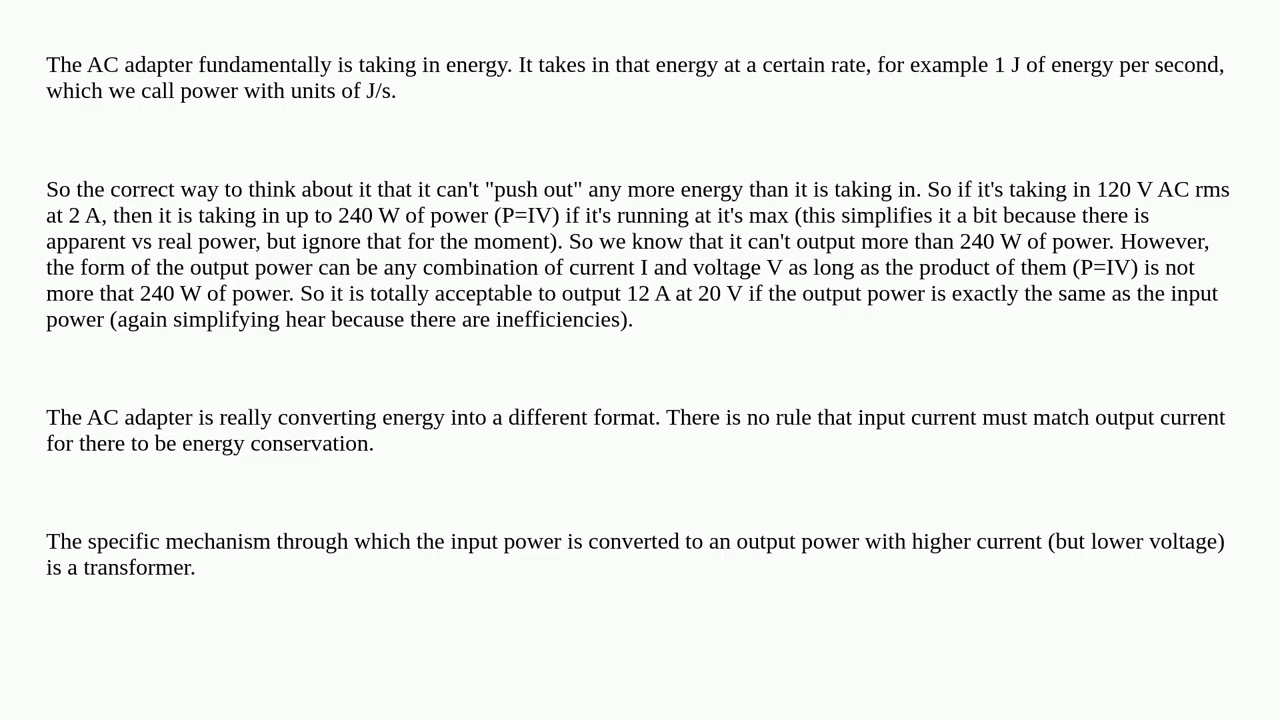 The AC adapter fundamentally is taking in energy. It takes in that energy at a certain rate, for example 1 J of energy per second,
which we call power with units of J/s.
So the correct way to think about it that it can't "push out" any more energy than it is taking in. So if it's taking in 120 V AC rms
at 2 A, then it is taking in up to 240 W of power (P=IV) if it's running at it's max (this simplifies it a bit because there is
apparent vs real power, but ignore that for the moment). So we know that it can't output more than 240 W of power. However,
the form of the output power can be any combination of current I and voltage V as long as the product of them (P=IV) is not
more that 240 W of power. So it is totally acceptable to output 12 A at 20 V if the output power is exactly the same as the input
power (again simplifying hear because there are inefficiencies).
The AC adapter is really converting energy into a different format. There is no rule that input current must match output current
for there to be energy conservation.
The specific mechanism through which the input power is converted to an output power with higher current (but lower voltage)
is a transformer.